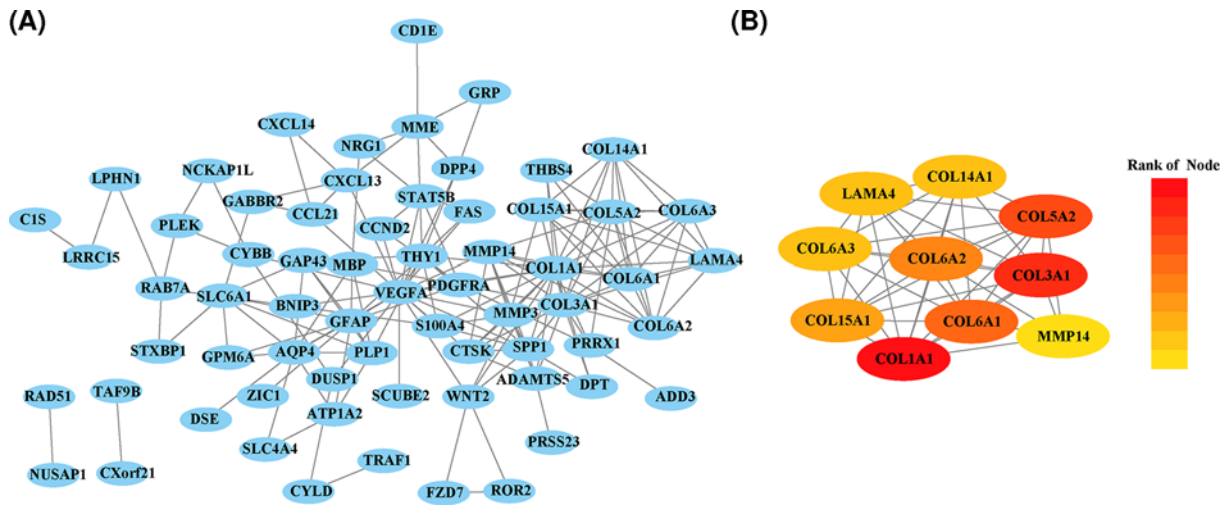 (A)
(B)
CD1E
GRP
CXCL14
MME
NRG1
COL14A1
NCKAP1L
DPP4
THBS4
LPHN1
CXCL13
GABBR2
STAT5B
COL15A1
COL5A2
COL6A3
FAS
C1S
PLEK
CCL21
CCND2
LRRC15
CYBB
GAP43
MBP
THY1
MMP14
COL1A1
LAMA4
COL6A1
RAB7A
SLC6A1
BNIP3
VEGFA
PDGFRA
COL3A1
GFAP
S100A4
MMP3
COL6A2
STXBP1
GPM6A
AQP4
PLP1
CTSK
SPP1
PRRX1
DUSP1
ADAMTS5
DPT
RAD51
TAF9B
ZIC1
SCUBE2
WNT2
ADD3
DSE
ATP1A2
SLC4A4
PRSS23
NUSAP1
CXorf21
TRAF1
CYLD
FZD7
ROR2
Rank of Node
COL14A1
LAMA4
COL5A2
COL6A3
COL6A2
COL3A1
COL15A1
COL6A1
MMP14
COL1A1